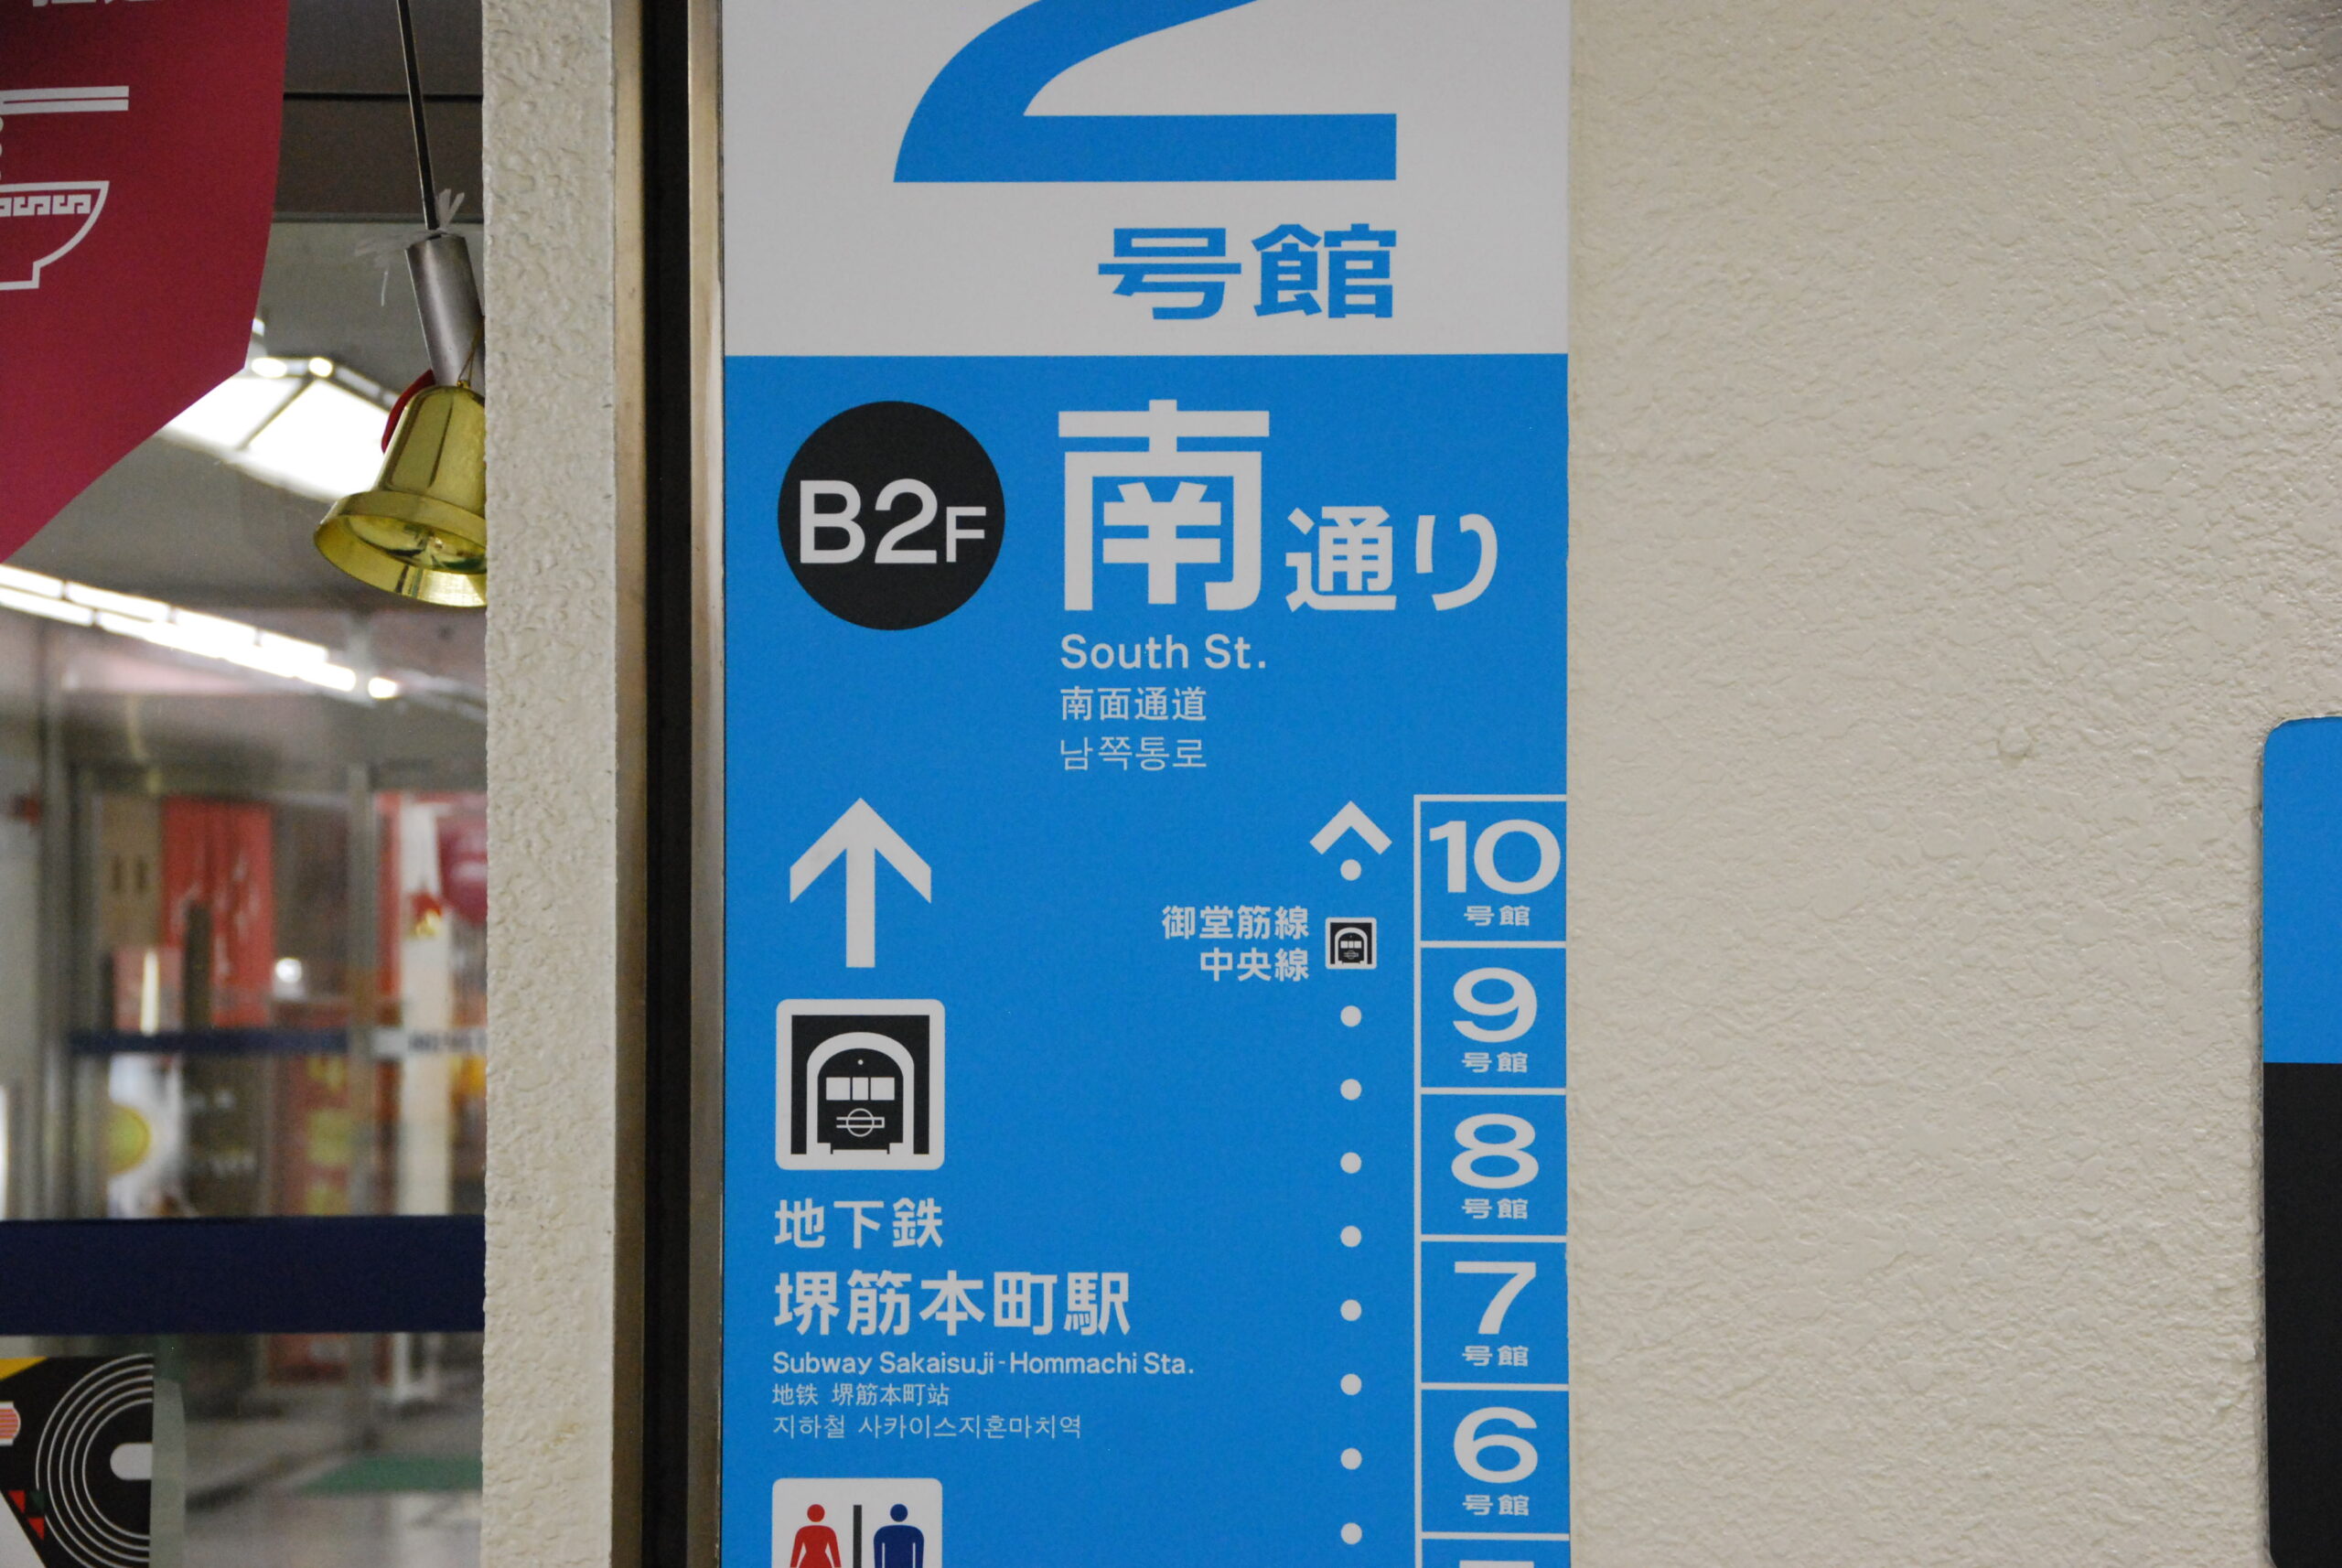 2
号館
B2F
南通り
South St.
南面通道
남쪽통로
御堂筋線
中央線
10
号館
9
号館
8
号館
7
号館
6
号館
地下鉄
堺筋本町駅
Subway Sakaisuji-Hommachi Sta.
地铁 堺筋本町站
지하철 사카이스지혼마치역